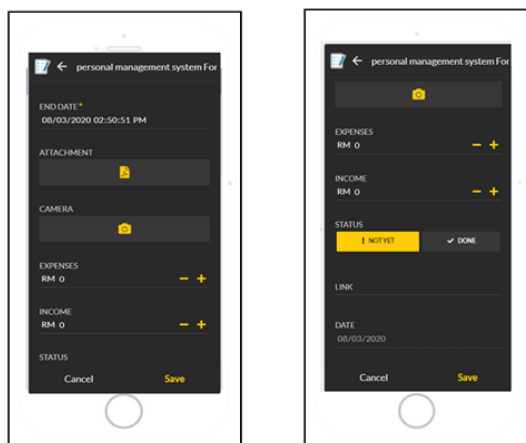 personal management system For
END DATE*
08/03/2020 02:50:51 PM
ATTACHMENT
CAMERA
EXPENSES
RM 0
INCOME
RM 0
STATUS
Cancel Save
personal management system For
EXPENSES
RM 0
INCOME
RM 0
STATUS
! NOT YET ✓ DONE
LINK
DATE
08/03/2020
Cancel Save